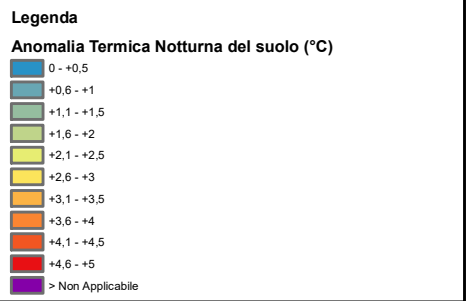 Legenda
Anomalia Termica Notturna del suolo (°C)
0 - +0,5
+0,6 - +1
+1,1 - +1,5
+1,6 - +2
+2,1 - +2,5
+2,6 - +3
+3,1 - +3,5
+3,6 - +4
+4,1 - +4,5
+4,6 - +5
> Non Applicabile